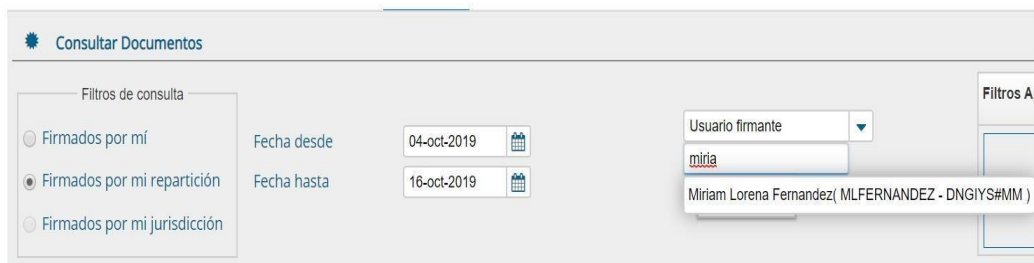 Consultar Documentos
Filtros de consulta
Filtros A
Firmados por mí
Fecha desde
04-oct-2019
Usuario firmante
miria
Firmados por mi repartición
Fecha hasta
16-oct-2019
Miriam Lorena Fernandez( MLFERNANDEZ - DNGIYS#MM )
Firmados por mi jurisdicción